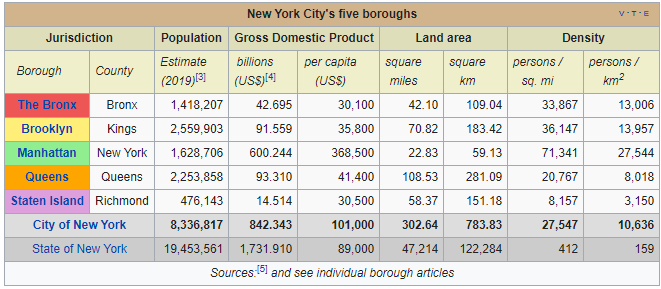 New York City's five boroughs V·T·E
Jurisdiction Population Gross Domestic Product Land area Density
Borough County Estimate (2019)[3] billions (US$)[4] per capita (US$) square miles square km persons / sq. mi persons / km2
The Bronx Bronx 1,418,207 42.695 30,100 42.10 109.04 33,867 13,006
Brooklyn Kings 2,559,903 91.559 35,800 70.82 183.42 36,147 13,957
Manhattan New York 1,628,706 600.244 368,500 22.83 59.13 71,341 27,544
Queens Queens 2,253,858 93.310 41,400 108.53 281.09 20,767 8,018
Staten Island Richmond 476,143 14.514 30,500 58.37 151.18 8,157 3,150
City of New York 8,336,817 842.343 101,000 302.64 783.83 27,547 10,636
State of New York 19,453,561 1,731.910 89,000 47,214 122,284 412 159
Sources:[5] and see individual borough articles